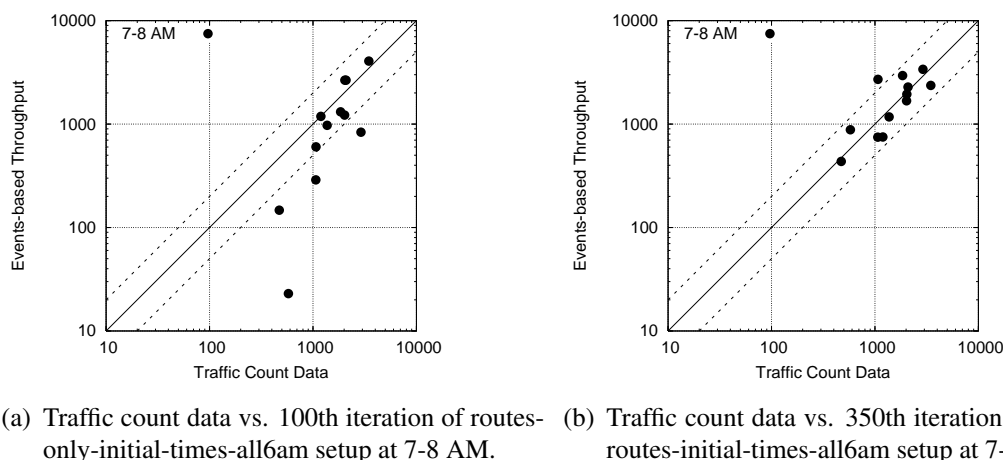 10000
7-8 AM
1000
100
10
10 100 1000 10000
Events-based Throughput
Traffic Count Data
10000
7-8 AM
1000
100
10
10 100 1000 10000
Events-based Throughput
Traffic Count Data
(a) Traffic count data vs. 100th iteration of routes-
only-initial-times-all6am setup at 7-8 AM.
(b) Traffic count data vs. 350th iteration
routes-initial-times-all6am setup at 7-